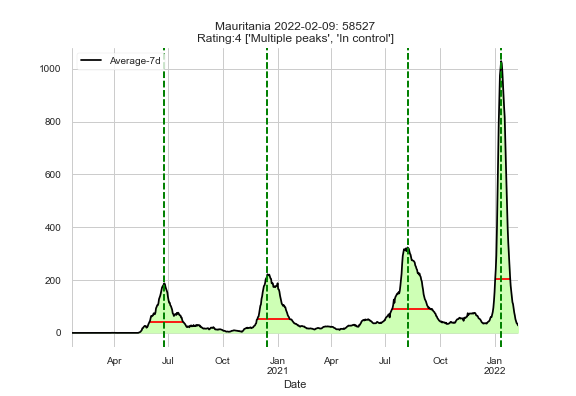 Mauritania 2022-02-09: 58527
Rating:4 ['Multiple peaks', 'In control']
Average-7d
1000
800
600
400
200
0
Apr Jul Oct Jan Apr Jul Oct Jan
2021 2022
Date